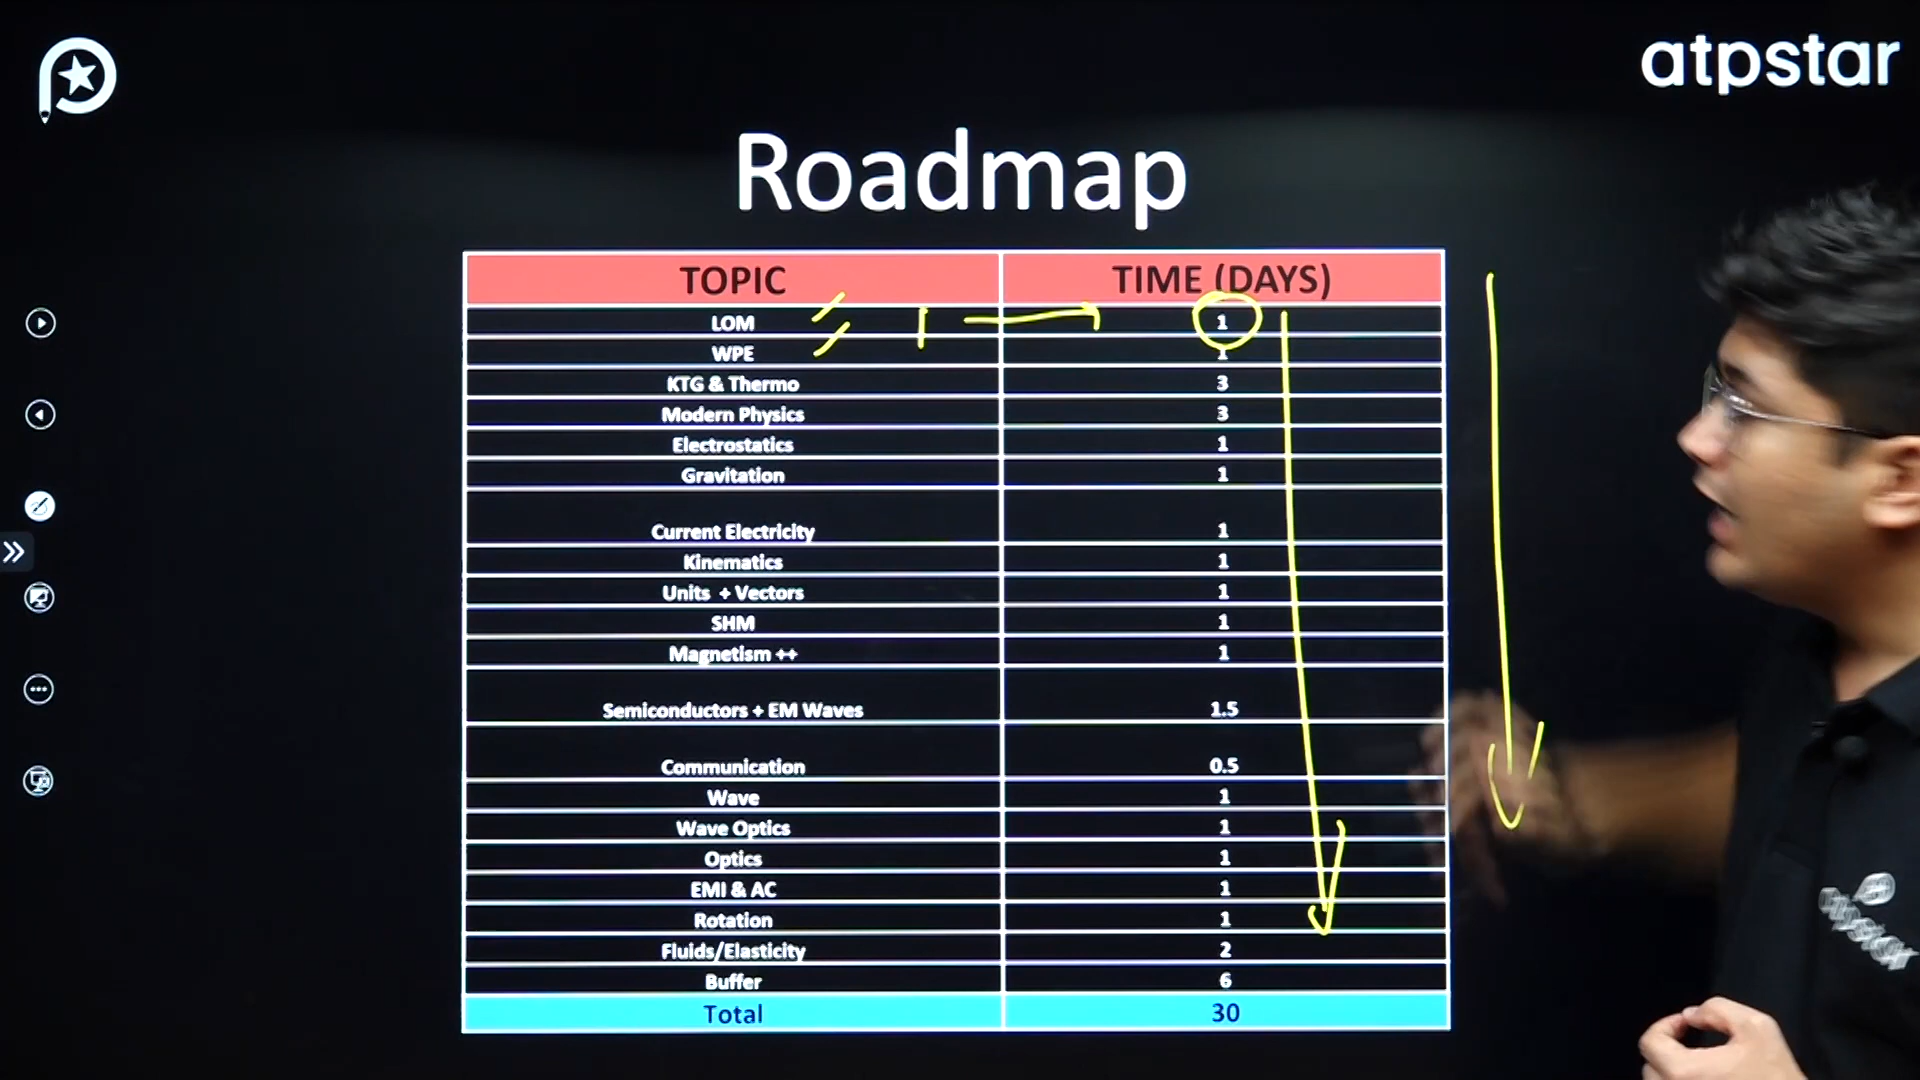 atpstar
Roadmap
TOPIC TIME (DAYS)
LOM 1
WPE 1
KTG & Thermo 3
Modern Physics 3
Electrostatics 1
Gravitation 1
Current Electricity 1
Kinematics 1
Units + Vectors 1
SHM 1
Magnetism ++ 1
Semiconductors + EM Waves 1.5
Communication 0.5
Wave 1
Wave Optics 1
Optics 1
EMI & AC 1
Rotation 1
Fluids/Elasticity 2
Buffer 6
Total 30
atpstar